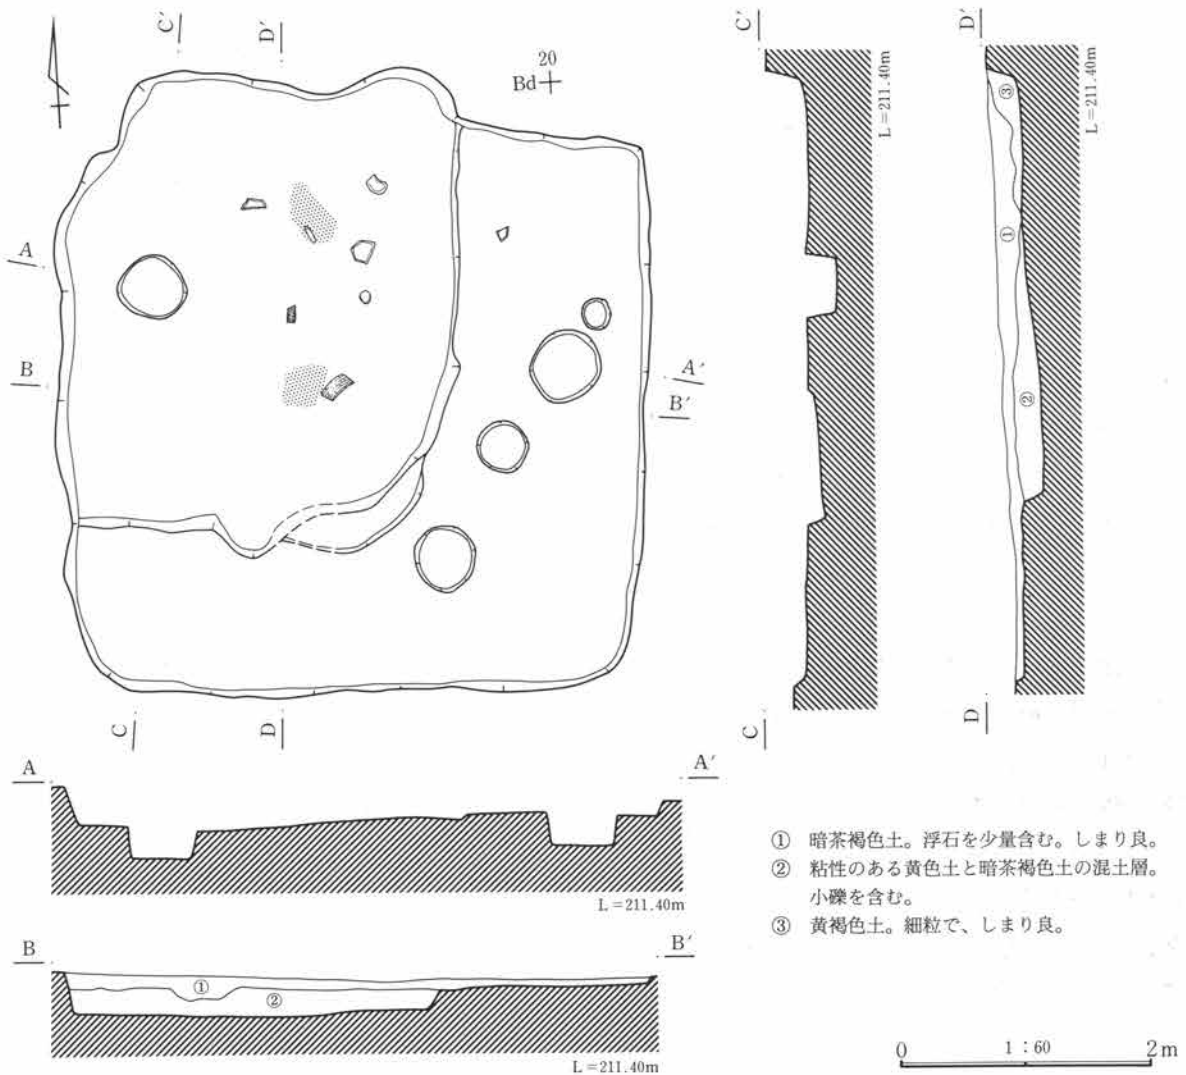 C′
D′
20
Bd
A
B
A′
B′
C
D
C′
L=211.40m
C
D′
L=211.40m
③
①
②
D
A
A′
L=211.40m
B
B′
①
②
L=211.40m
① 暗茶褐色土。浮石を少量含む。しまり良。
② 粘性のある黄色土と暗茶褐色土の混土層。
小礫を含む。
③ 黄褐色土。細粒で、しまり良。
0 1:60 2m